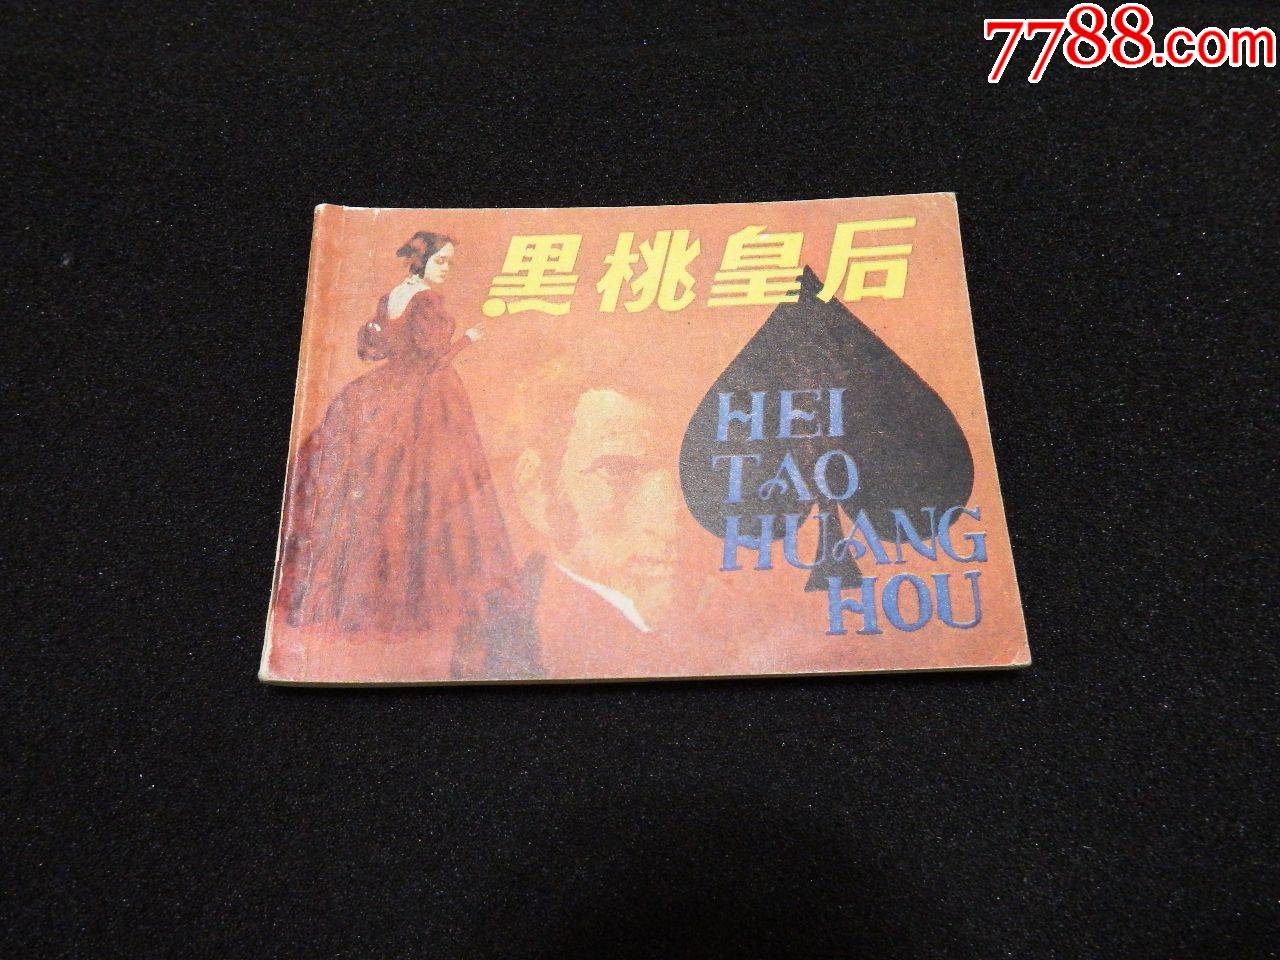 7788.com
黑桃皇后
HEI
TAO
HUANG
HOU